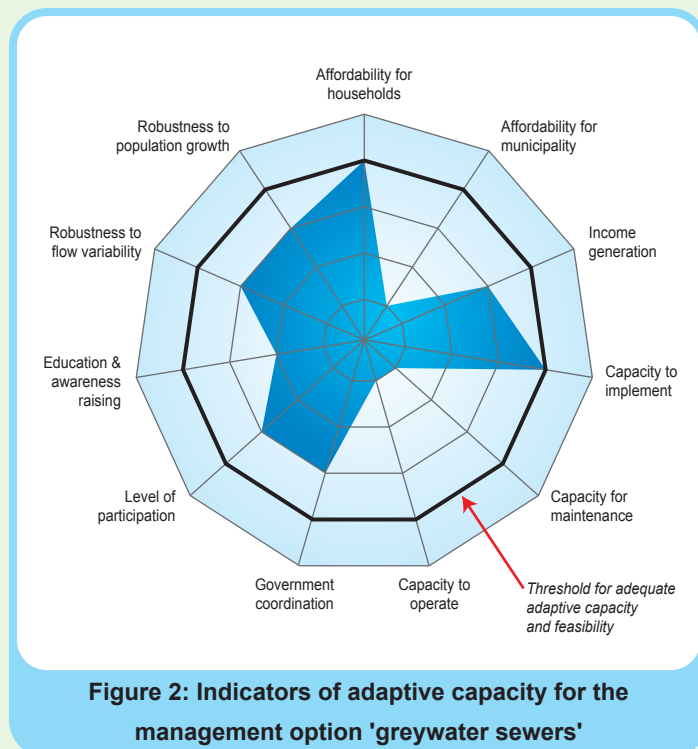 Affordability for
households
Affordability for
municipality
Income
generation
Capacity to
implement
Capacity for
maintenance
Threshold for adequate
adaptive capacity
and feasibility
Capacity to
operate
Government
coordination
Level of
participation
Education &
awareness
raising
Robustness to
flow variability
Robustness to
population growth
Figure 2: Indicators of adaptive capacity for the
management option 'greywater sewers'